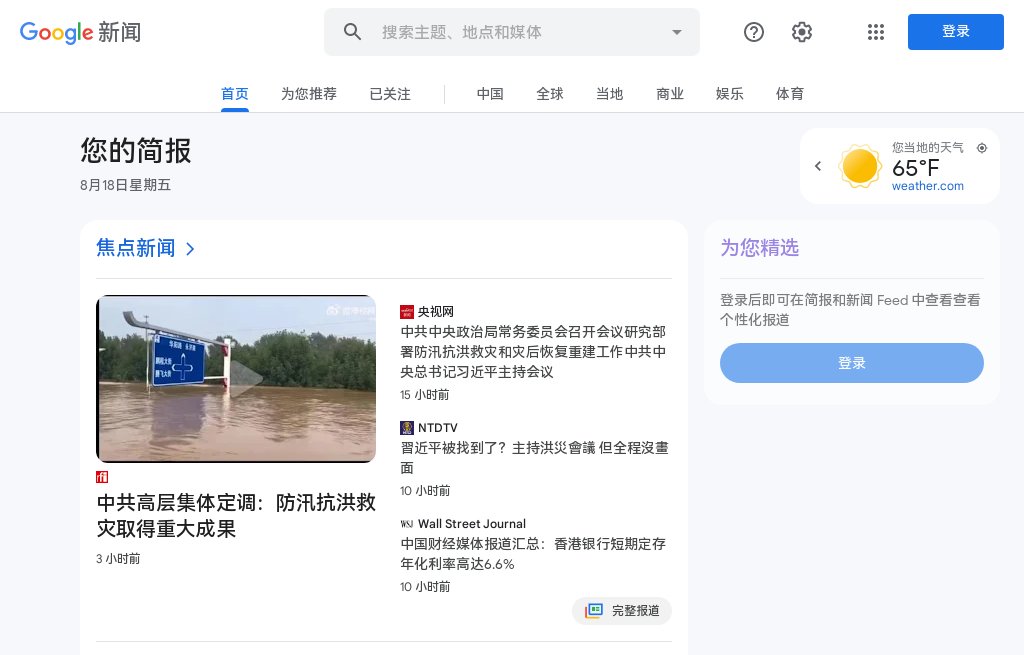 Google 新闻
搜索主题、地点和媒体
登录
首页
为您推荐
已关注
中国
全球
当地
商业
娱乐
体育
您的简报
8月18日星期五
您当地的天气
65°F
weather.com
焦点新闻
中共高层集体定调：防汛抗洪救
灾取得重大成果
3 小时前
央视网
中共中央政治局常务委员会召开会议研究部
署防汛抗洪救灾和灾后恢复重建工作中共中
央总书记习近平主持会议
15 小时前
NTDTV
習近平被找到了？主持洪災會議 但全程沒畫
面
10 小时前
WSJ Wall Street Journal
中国财经媒体报道汇总：香港银行短期定存
年化利率高达6.6%
10 小时前
完整报道
为您精选
登录后即可在简报和新闻 Feed 中查看查看
个性化报道
登录